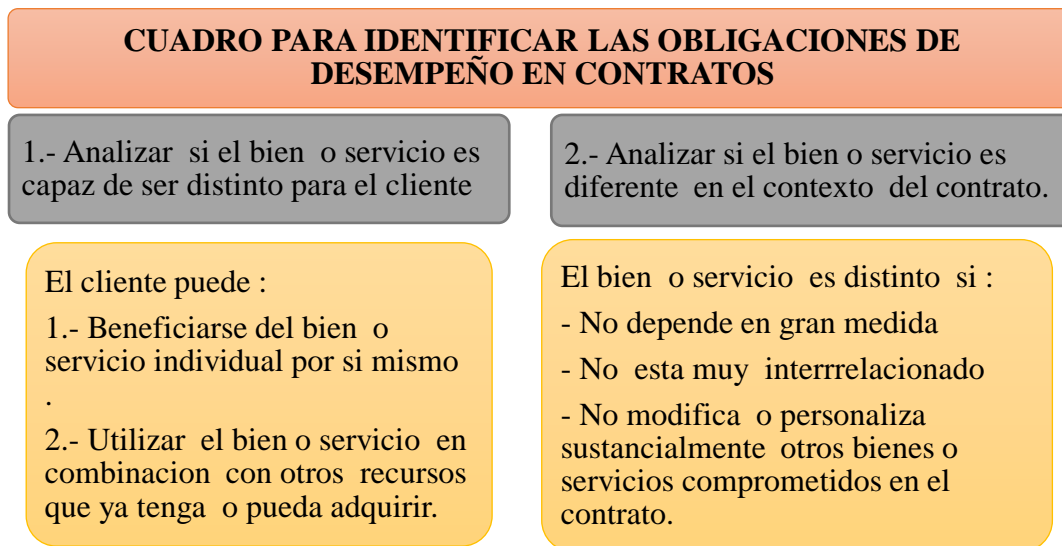 CUADRO PARA IDENTIFICAR LAS OBLIGACIONES DE
DESEMPEÑO EN CONTRATOS
1.- Analizar si el bien o servicio es
capaz de ser distinto para el cliente
2.- Analizar si el bien o servicio es
diferente en el contexto del contrato.
El cliente puede :
1.- Beneficiarse del bien o
servicio individual por si mismo
.
2.- Utilizar el bien o servicio en
combinacion con otros recursos
que ya tenga o pueda adquirir.
El bien o servicio es distinto si :
- No depende en gran medida
- No esta muy interrrelacionado
- No modifica o personaliza
sustancialmente otros bienes o
servicios comprometidos en el
contrato.